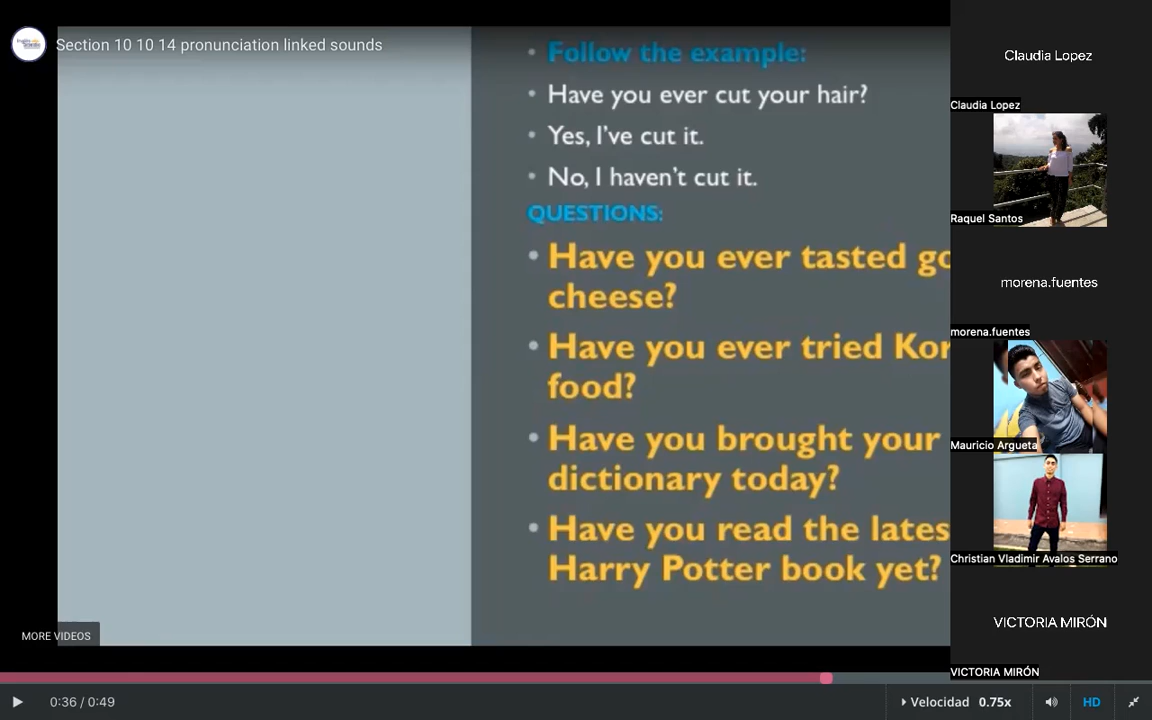 Section 10 10 14 pronunciation linked sounds
Follow the example:
Have you ever cut your hair?
Yes, I've cut it.
No, I haven't cut it.
QUESTIONS:
Have you ever tasted go
cheese?
Have you ever tried Kor
food?
Have you brought your
dictionary today?
Have you read the lates
Harry Potter book yet?
MORE VIDEOS
0:36 / 0:49
Velocidad 0.75x
HD
Claudia Lopez
Claudia Lopez
Raquel Santos
morena.fuentes
morena.fuentes
Mauricio Argueta
Christian Vladimir Avalos Serrano
VICTORIA MIRÓN
VICTORIA MIRÓN